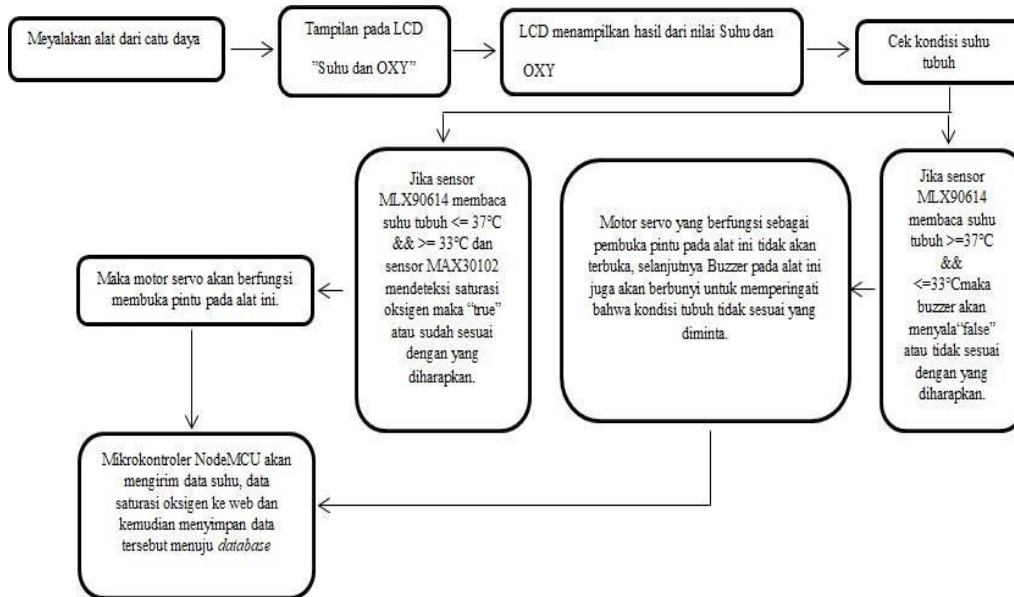 Meyalakan alat dari catu daya
Tampilan pada LCD
”Suhu dan OXY”
LCD menampilkan hasil dari nilai Suhu dan
OXY
Cek kondisi suhu
tubuh
Jika sensor
MLX90614 membaca
suhu tubuh <= 37°C
&& >= 33°C dan
sensor MAX30102
mendeteksi saturasi
oksigen maka “true”
atau sudah sesuai
dengan yang
diharapkan.
Motor servo yang berfungsi sebagai
pembuka pintu pada alat ini tidak akan
terbuka, selanjutnya Buzzer pada alat ini
juga akan berbunyi untuk memperingati
bahwa kondisi tubuh tidak sesuai yang
diminta.
Jika sensor
MLX90614
membaca suhu
tubuh >=37°C
&&
<=33°Cmaka
buzzer akan
menyala“false”
atau tidak sesuai
dengan yang
diharapkan.
Maka motor servo akan berfungsi
membuka pintu pada alat ini.
Mikrokontroler NodeMCU akan
mengirim data suhu, data
saturasi oksigen ke web dan
kemudian menyimpan data
tersebut menuju database